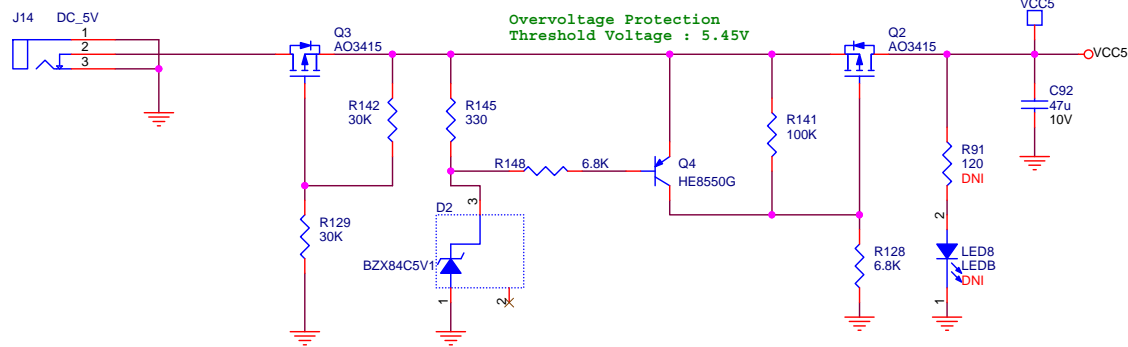 VCC5
J14 DC_5V
Overvoltage Protection
Threshold Voltage : 5.45V
1
2
3
Q3
AO3415
Q2
AO3415
VCC5
R142
30K
R145
330
R141
100K
C92
47u
10V
R148 6.8K
Q4
HE8550G
R91
120
DNI
R129
30K
D2
3
BZX84C5V1
1
2
R128
6.8K
2
LED8
LEDB
DNI
1